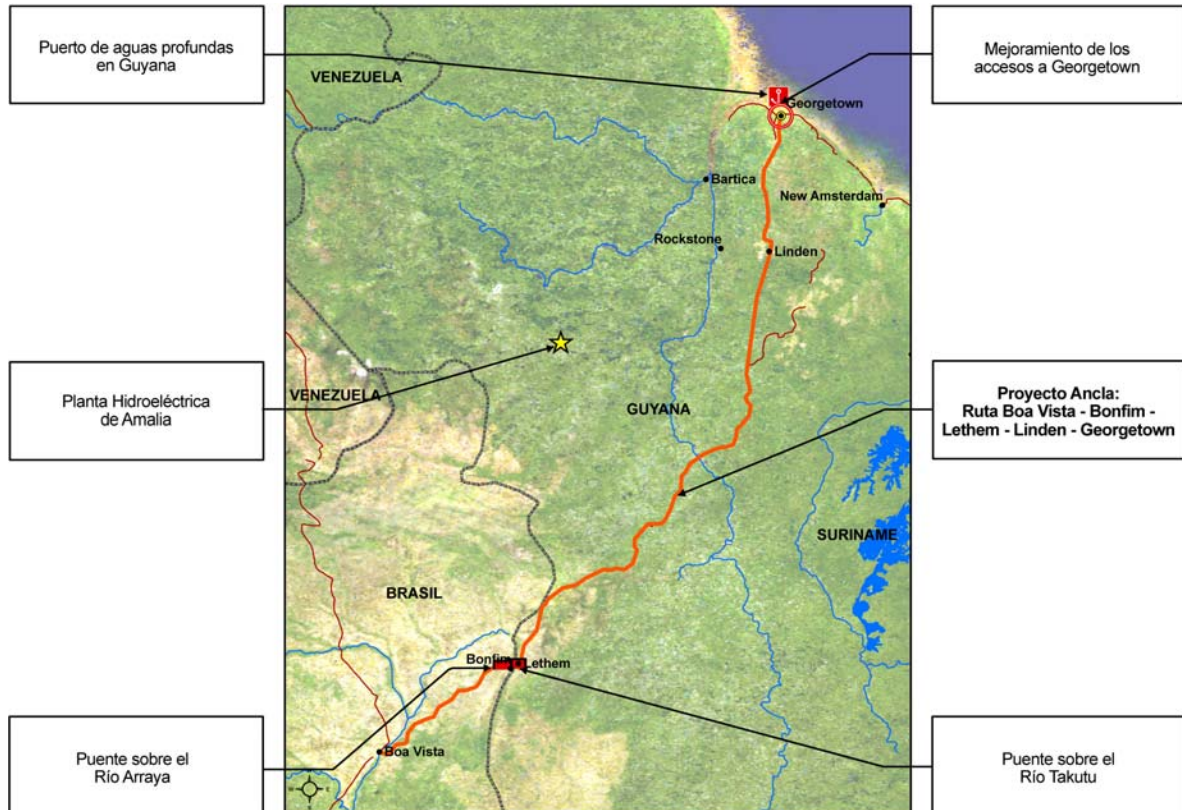 Puerto de aguas profundas
en Guyana
Mejoramiento de los
accesos a Georgetown
VENEZUELA
Georgetown
Bartica
New Amsterdam
Rockstone
Linden
Planta Hidroeléctrica
de Amalia
VENEZUELA
GUYANA
Proyecto Ancla:
Ruta Boa Vista - Bonfim -
Lethem - Linden - Georgetown
SURINAME
BRASIL
Bonfim
Lethem
Boa Vista
Puente sobre el
Río Arraya
Puente sobre el
Río Takutu